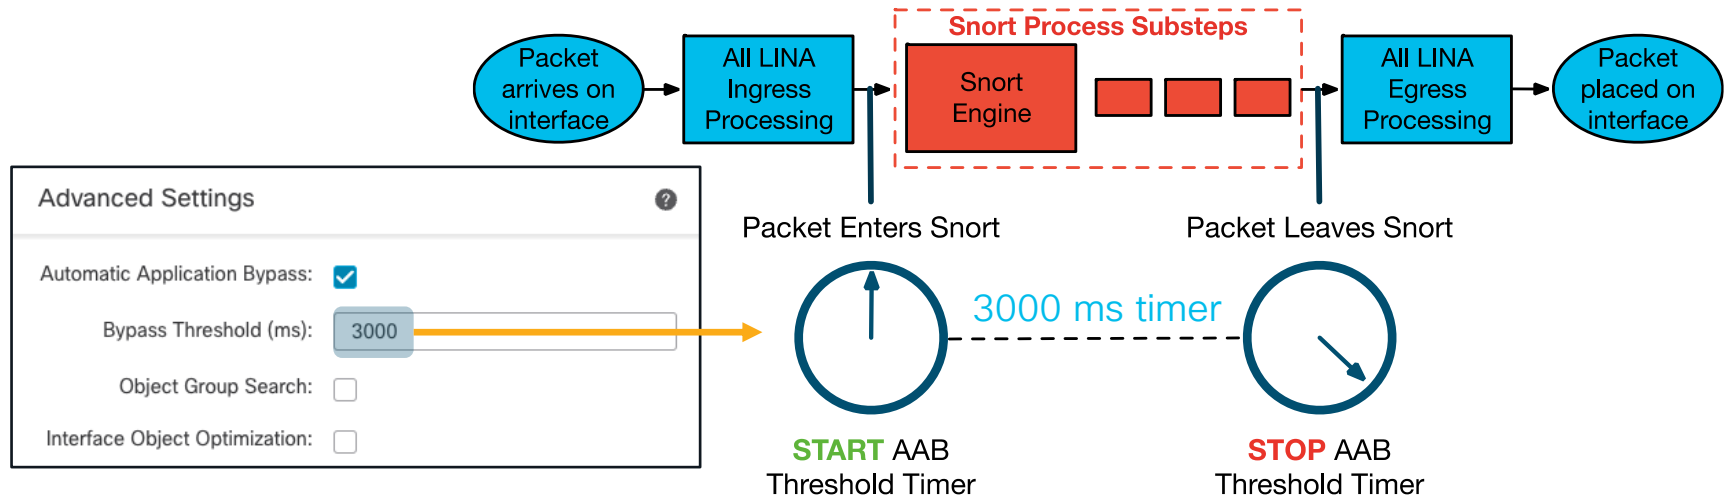 Snort Process Substeps
Packet
arrives on
interface
All LINA
Ingress
Processing
Snort
Engine
All LINA
Egress
Processing
Packet
placed on
interface
Advanced Settings
?
Automatic Application Bypass:
Bypass Threshold (ms): 3000
Object Group Search:
Interface Object Optimization:
Packet Enters Snort
Packet Leaves Snort
3000 ms timer
START AAB
Threshold Timer
STOP AAB
Threshold Timer